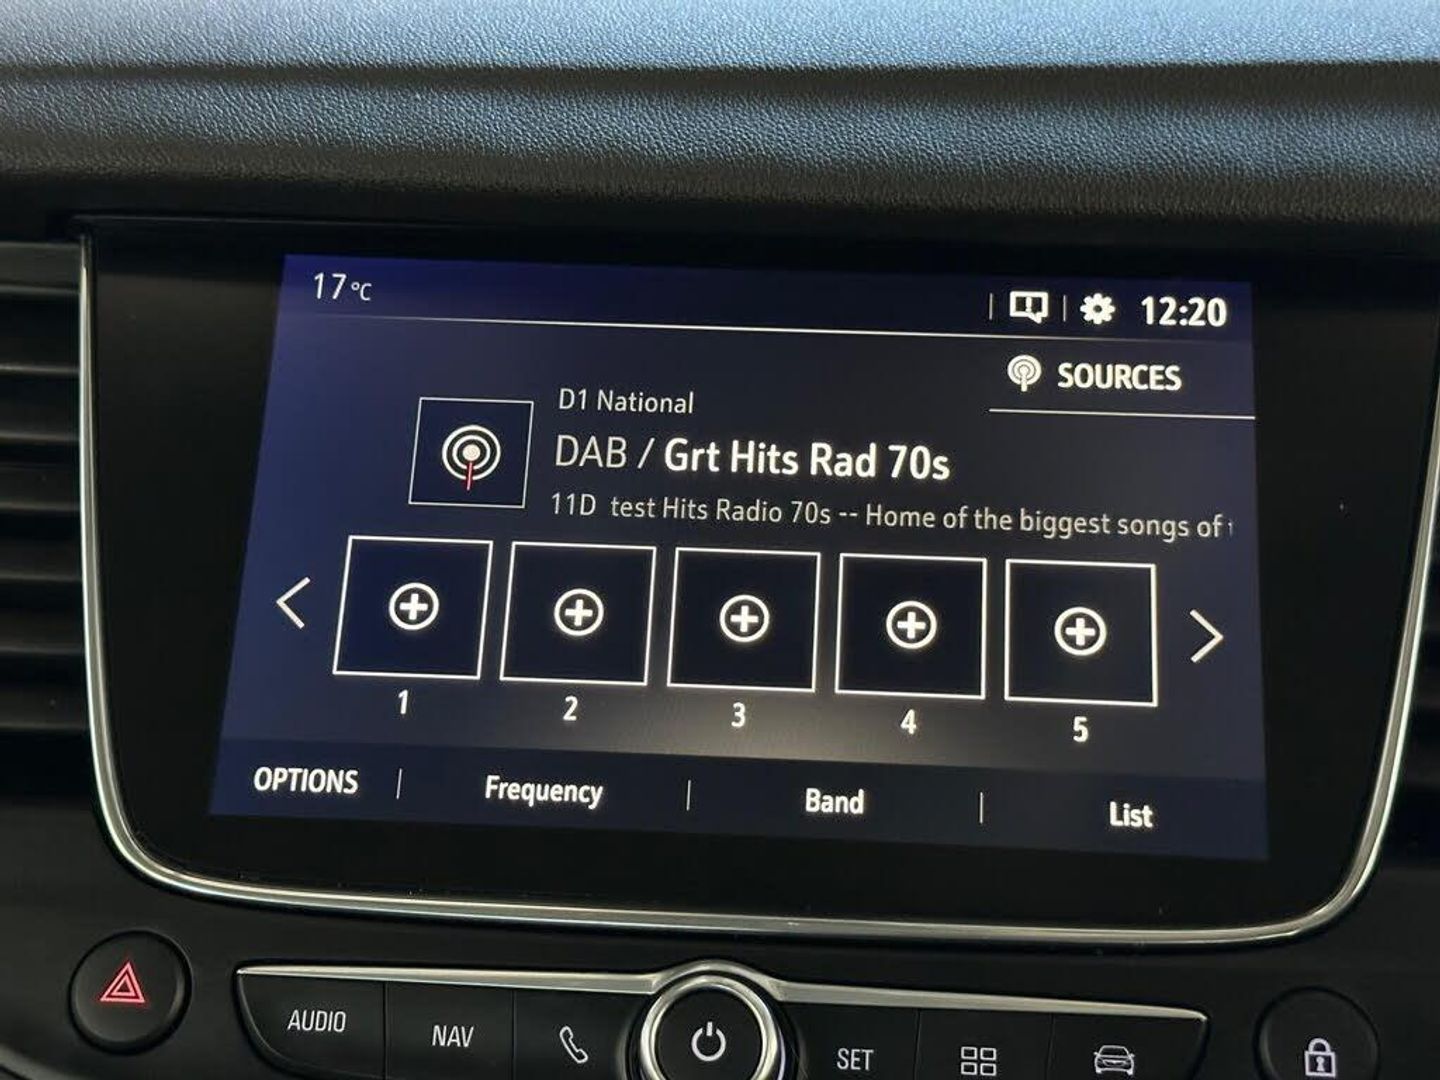 17°C
12:20
SOURCES
D1 National
DAB / Grt Hits Rad 70s
11D test Hits Radio 70s -- Home of the biggest songs of
1 2 3 4 5
OPTIONS | Frequency | Band | List
AUDIO NAV SET